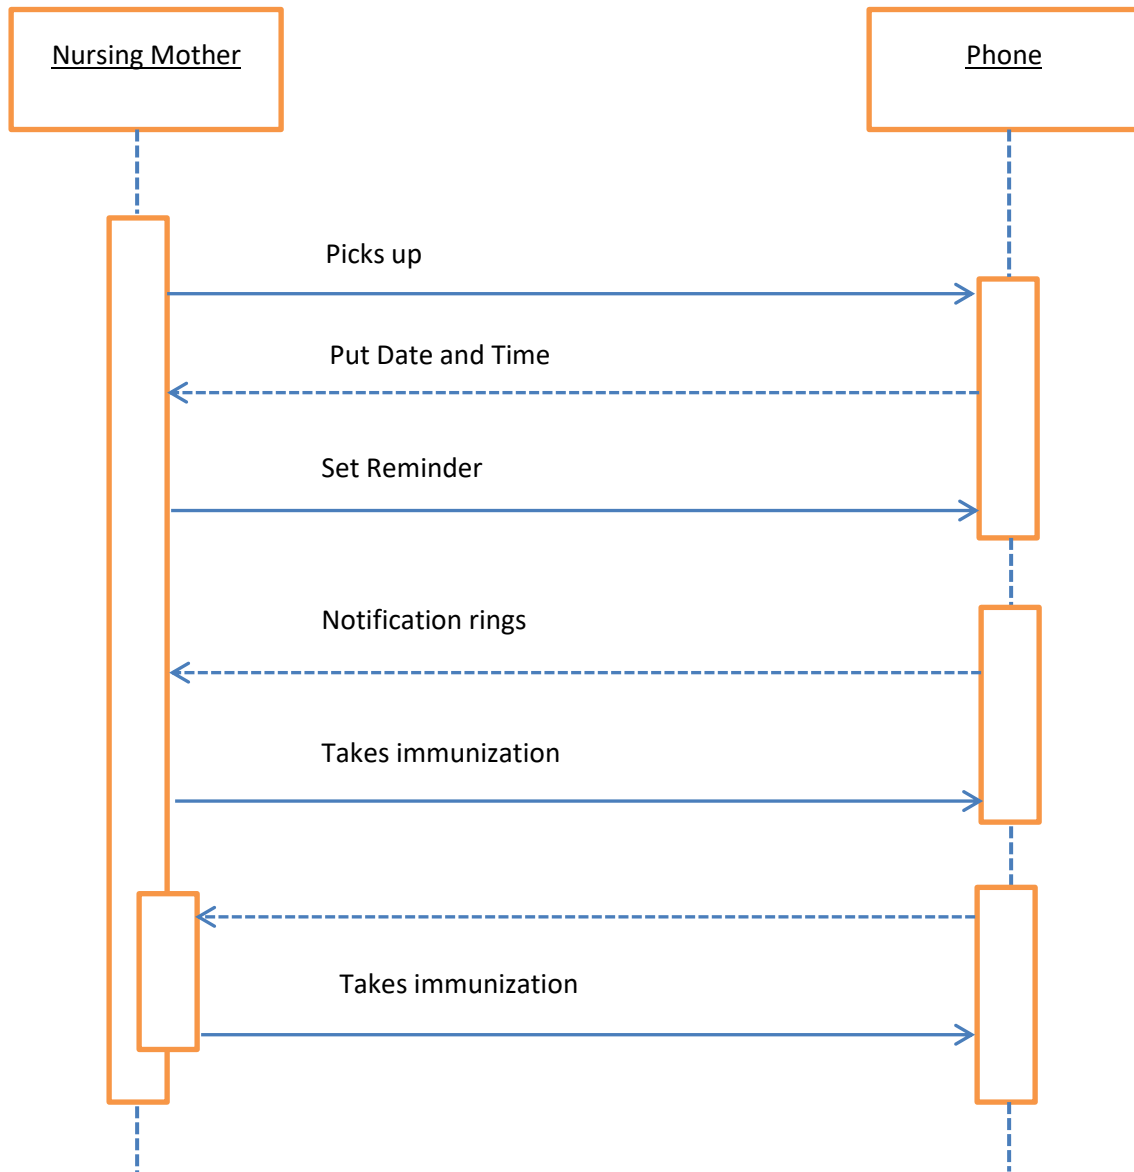 Nursing Mother
Phone
Picks up
Put Date and Time
Set Reminder
Notification rings
Takes immunization
Takes immunization